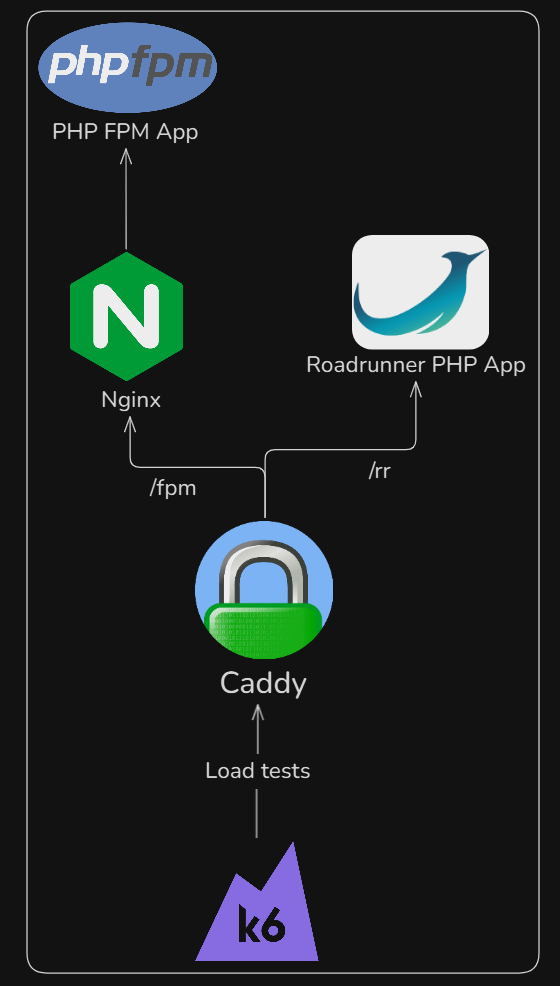 phpfpm
PHP FPM App
N
Nginx
Roadrunner PHP App
/fpm
/rr
Caddy
Load tests
k6